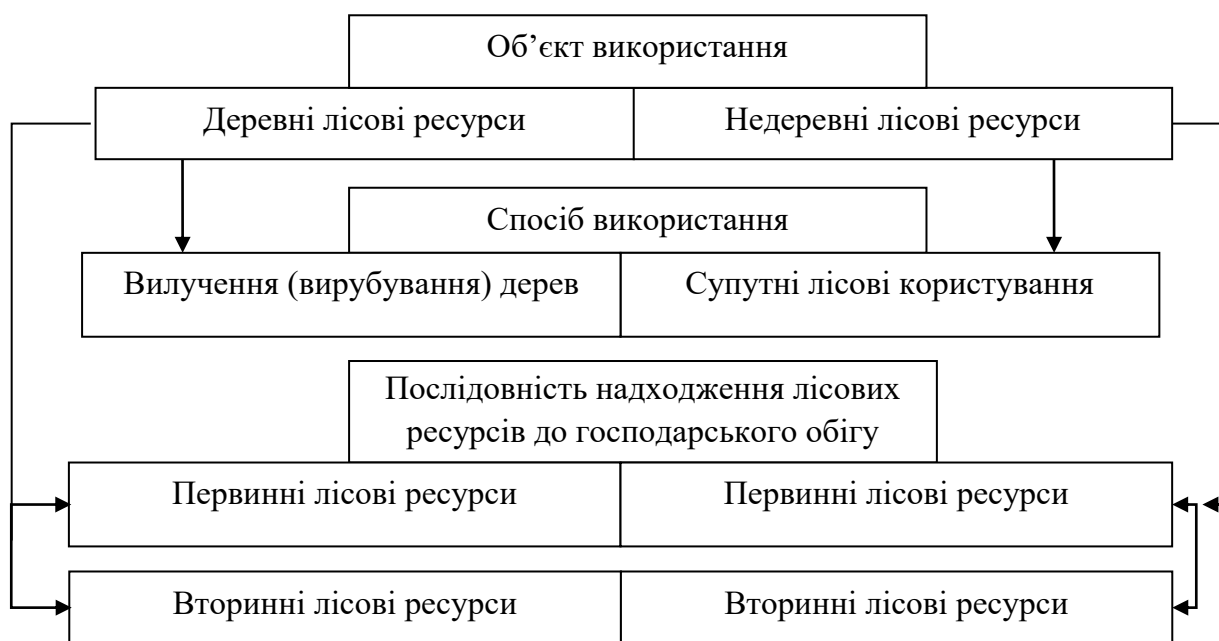 Об’єкт використання
Деревні лісові ресурси
Недеревні лісові ресурси
Спосіб використання
Вилучення (вирубування) дерев
Супутні лісові користування
Послідовність надходження лісових
ресурсів до господарського обігу
Первинні лісові ресурси
Первинні лісові ресурси
Вторинні лісові ресурси
Вторинні лісові ресурси